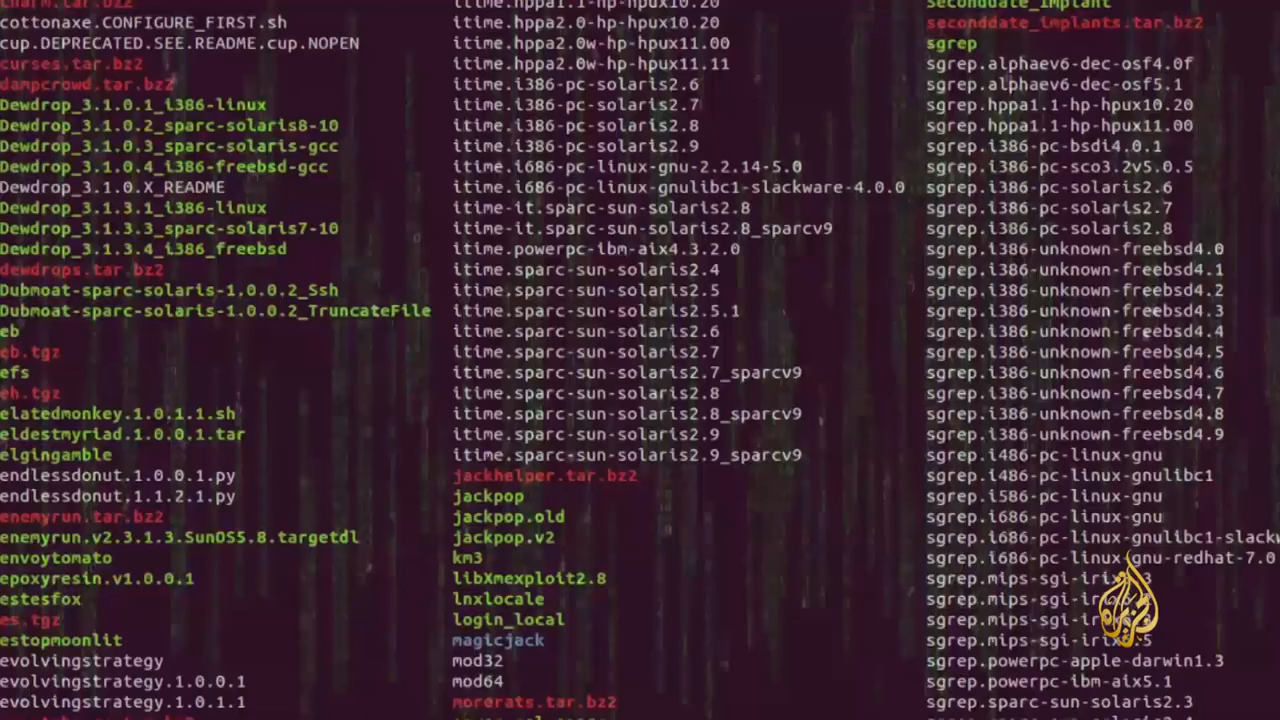 cottonaxe.CONFIGURE_FIRST.sh
cup.DEPRECATED.SEE.README.cup.NOPEN
curses.tar.bz2
dampcrowd.tar.bz2
Dewdrop_3.1.0.1_i386-linux
Dewdrop_3.1.0.2_sparc-solaris8-10
Dewdrop_3.1.0.3_sparc-solaris-gcc
Dewdrop_3.1.0.4_i386-freebsd-gcc
Dewdrop_3.1.0.X_README
Dewdrop_3.1.3.1_i386-linux
Dewdrop_3.1.3.3_sparc-solaris7-10
Dewdrop_3.1.3.4_i386_freebsd
dewdrops.tar.bz2
Dubmoat-sparc-solaris-1.0.0.2_Ssh
Dubmoat-sparc-solaris-1.0.0.2_TruncateFile
eb
eb.tgz
efs
eh.tgz
elatedmonkey.1.0.1.1.sh
eldestmyriad.1.0.0.1.tar
elgingamble
endlessdonut.1.0.0.1.py
endlessdonut.1.1.2.1.py
enemyrun.tar.bz2
enemyrun.v2.3.1.3.SunOS5.8.targetdl
envoytomato
epoxyresin.v1.0.0.1
estesfox
es.tgz
estopmoonlit
evolvingstrategy
evolvingstrategy.1.0.0.1
evolvingstrategy.1.0.1.1
itime.hppa1.1-hp-hpux10.20
itime.hppa2.0-hp-hpux10.20
itime.hppa2.0w-hp-hpux11.00
itime.hppa2.0w-hp-hpux11.11
itime.i386-pc-solaris2.6
itime.i386-pc-solaris2.7
itime.i386-pc-solaris2.8
itime.i386-pc-solaris2.9
itime.i686-pc-linux-gnu-2.2.14-5.0
itime.i686-pc-linux-gnulibc1-slackware-4.0.0
itime-it.sparc-sun-solaris2.8
itime-it.sparc-sun-solaris2.8_sparcv9
itime.powerpc-ibm-aix4.3.2.0
itime.sparc-sun-solaris2.4
itime.sparc-sun-solaris2.5
itime.sparc-sun-solaris2.5.1
itime.sparc-sun-solaris2.6
itime.sparc-sun-solaris2.7
itime.sparc-sun-solaris2.7_sparcv9
itime.sparc-sun-solaris2.8
itime.sparc-sun-solaris2.8_sparcv9
itime.sparc-sun-solaris2.9
itime.sparc-sun-solaris2.9_sparcv9
jackhelper.tar.bz2
jackpop
jackpop.old
jackpop.v2
km3
libXmexploit2.8
lnxlocale
login_local
magicjack
mod32
mod64
morerats.tar.bz2
seconddate_implant
seconddate_implants.tar.bz2
sgrep
sgrep.alphaev6-dec-osf4.0f
sgrep.alphaev6-dec-osf5.1
sgrep.hppa1.1-hp-hpux10.20
sgrep.hppa1.1-hp-hpux11.00
sgrep.i386-pc-bsdi4.0.1
sgrep.i386-pc-sco3.2v5.0.5
sgrep.i386-pc-solaris2.6
sgrep.i386-pc-solaris2.7
sgrep.i386-pc-solaris2.8
sgrep.i386-unknown-freebsd4.0
sgrep.i386-unknown-freebsd4.1
sgrep.i386-unknown-freebsd4.2
sgrep.i386-unknown-freebsd4.3
sgrep.i386-unknown-freebsd4.4
sgrep.i386-unknown-freebsd4.5
sgrep.i386-unknown-freebsd4.6
sgrep.i386-unknown-freebsd4.7
sgrep.i386-unknown-freebsd4.8
sgrep.i386-unknown-freebsd4.9
sgrep.i486-pc-linux-gnu
sgrep.i486-pc-linux-gnulibc1
sgrep.i586-pc-linux-gnu
sgrep.i686-pc-linux-gnu
sgrep.i686-pc-linux-gnulibc1-slackw
sgrep.i686-pc-linux-gnu-redhat-7.0
sgrep.powerpc-apple-darwin1.3
sgrep.powerpc-ibm-aix5.1
sgrep.sparc-sun-solaris2.3
الجزيرة